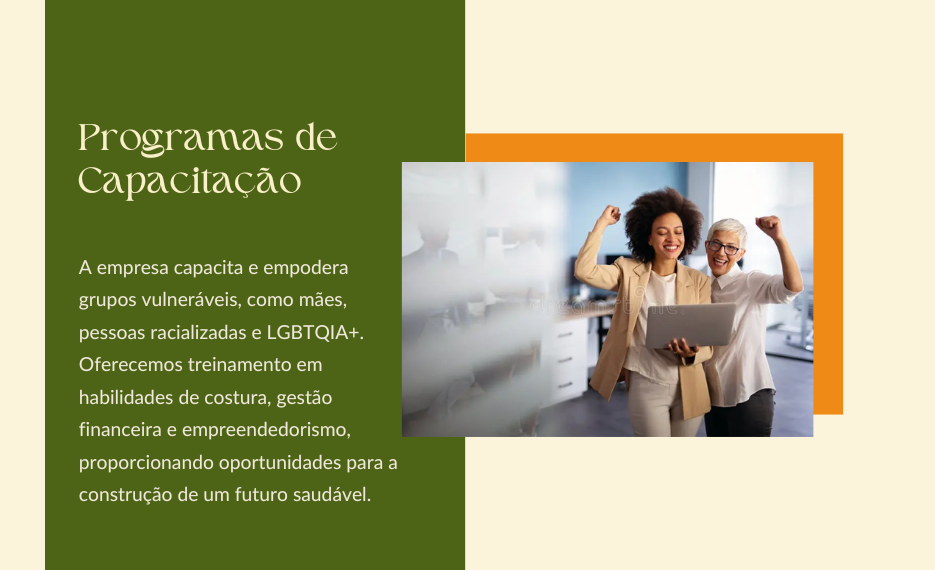 Programas de
Capacitação
A empresa capacita e empodera
grupos vulneráveis, como mães,
pessoas racializadas e LGBTQIA+.
Oferecemos treinamento em
habilidades de costura, gestão
financeira e empreendedorismo,
proporcionando oportunidades para a
construção de um futuro saudável.